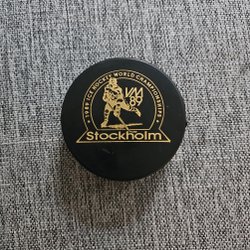 1989 ICE HOCKEY WORLD CHAMPIONSHIPS
VM
89
Stockholm